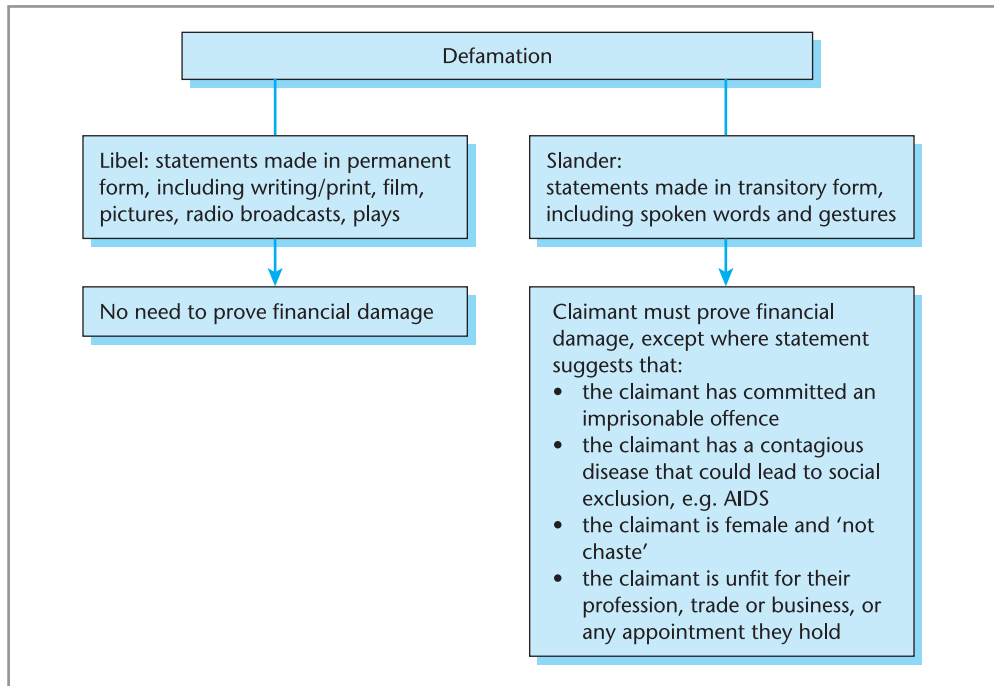 Defamation
Libel: statements made in permanent
form, including writing/print, film,
pictures, radio broadcasts, plays
Slander:
statements made in transitory form,
including spoken words and gestures
No need to prove financial damage
Claimant must prove financial
damage, except where statement
suggests that:
• the claimant has committed an
imprisonable offence
• the claimant has a contagious
disease that could lead to social
exclusion, e.g. AIDS
• the claimant is female and ‘not
chaste’
• the claimant is unfit for their
profession, trade or business, or
any appointment they hold